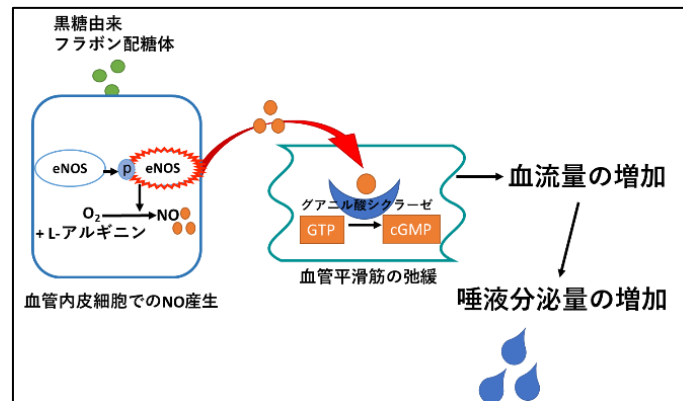 黒糖由来
フラボン配糖体
eNOS
p
eNOS
O₂
NO
+ L-アルギニン
血管内皮細胞でのNO産生
グアニル酸シクラーゼ
GTP
cGMP
血管平滑筋の弛緩
血流量の増加
唾液分泌量の増加